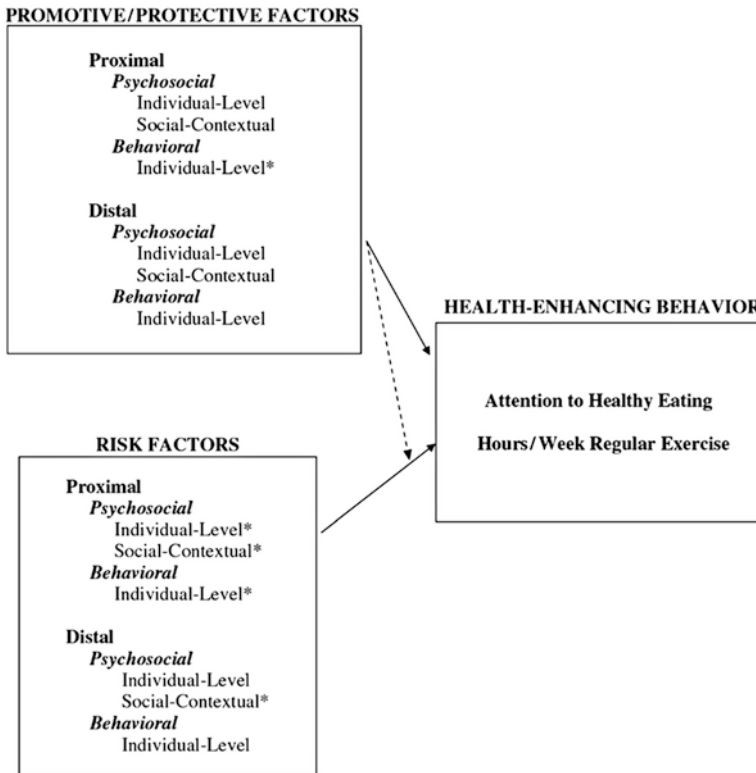 PROMOTIVE/PROTECTIVE FACTORS
Proximal
Psychosocial
Individual-Level
Social-Contextual
Behavioral
Individual-Level*
Distal
Psychosocial
Individual-Level
Social-Contextual
Behavioral
Individual-Level
HEALTH-ENHANCING BEHAVIOR
Attention to Healthy Eating
Hours/Week Regular Exercise
RISK FACTORS
Proximal
Psychosocial
Individual-Level*
Social-Contextual*
Behavioral
Individual-Level*
Distal
Psychosocial
Individual-Level
Social-Contextual*
Behavioral
Individual-Level